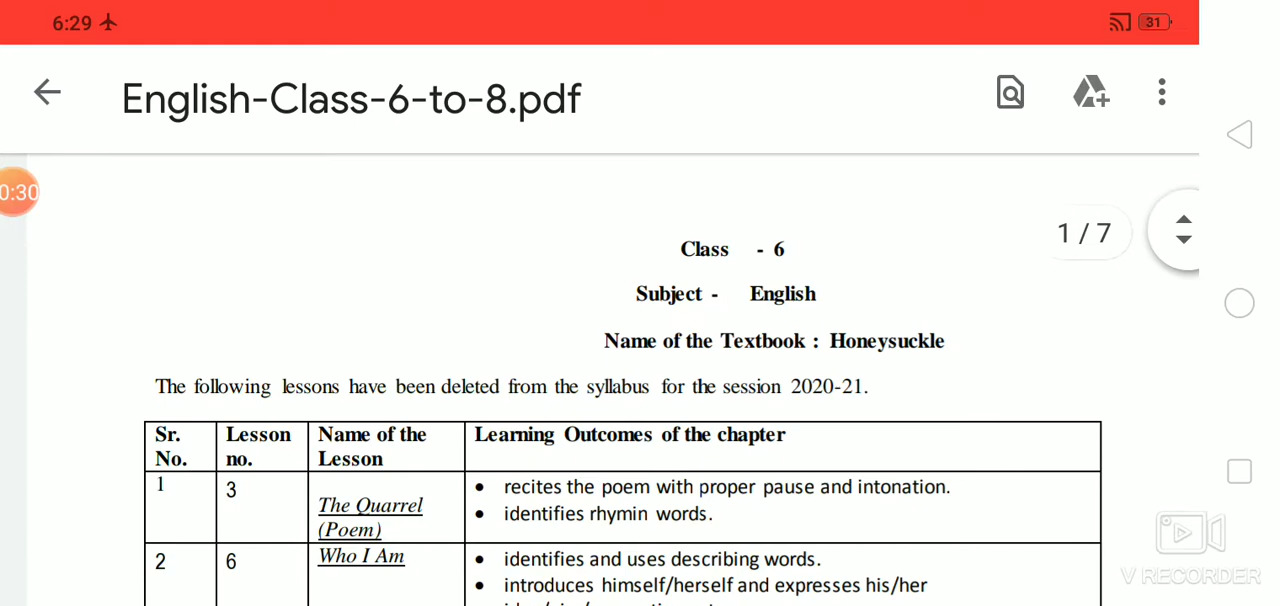 6:29
31
English-Class-6-to-8.pdf
0:30
1 / 7
Class - 6
Subject - English
Name of the Textbook : Honeysuckle
The following lessons have been deleted from the syllabus for the session 2020-21.
Sr. No. Lesson no. Name of the Lesson Learning Outcomes of the chapter
1 3 The Quarrel (Poem)
• recites the poem with proper pause and intonation.
• identifies rhymin words.
2 6 Who I Am
• identifies and uses describing words.
• introduces himself/herself and expresses his/her
V RECORDER